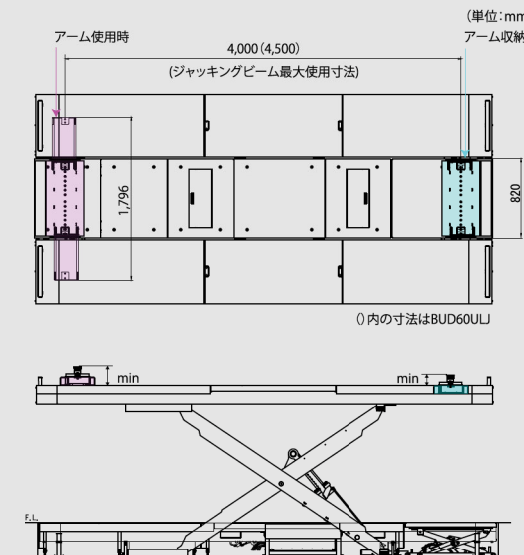 (単位：mm
アーム使用時
アーム収納
4,000(4,500)
(ジャッキングビーム最大使用寸法)
1,796
820
()内の寸法はBUD60ULJ
min
min
F.L.